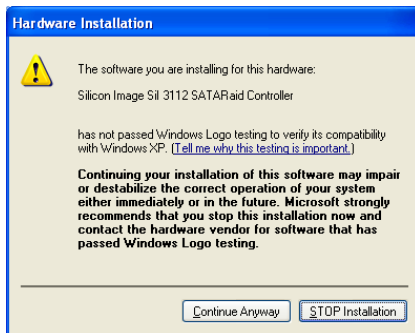 Hardware Installation
The software you are installing for this hardware:
Silicon Image SiI 3112 SATARaid Controller
has not passed Windows Logo testing to verify its compatibility
with Windows XP. (Tell me why this testing is important.)
Continuing your installation of this software may impair
or destabilize the correct operation of your system
either immediately or in the future. Microsoft strongly
recommends that you stop this installation now and
contact the hardware vendor for software that has
passed Windows Logo testing.
Continue Anyway
STOP Installation